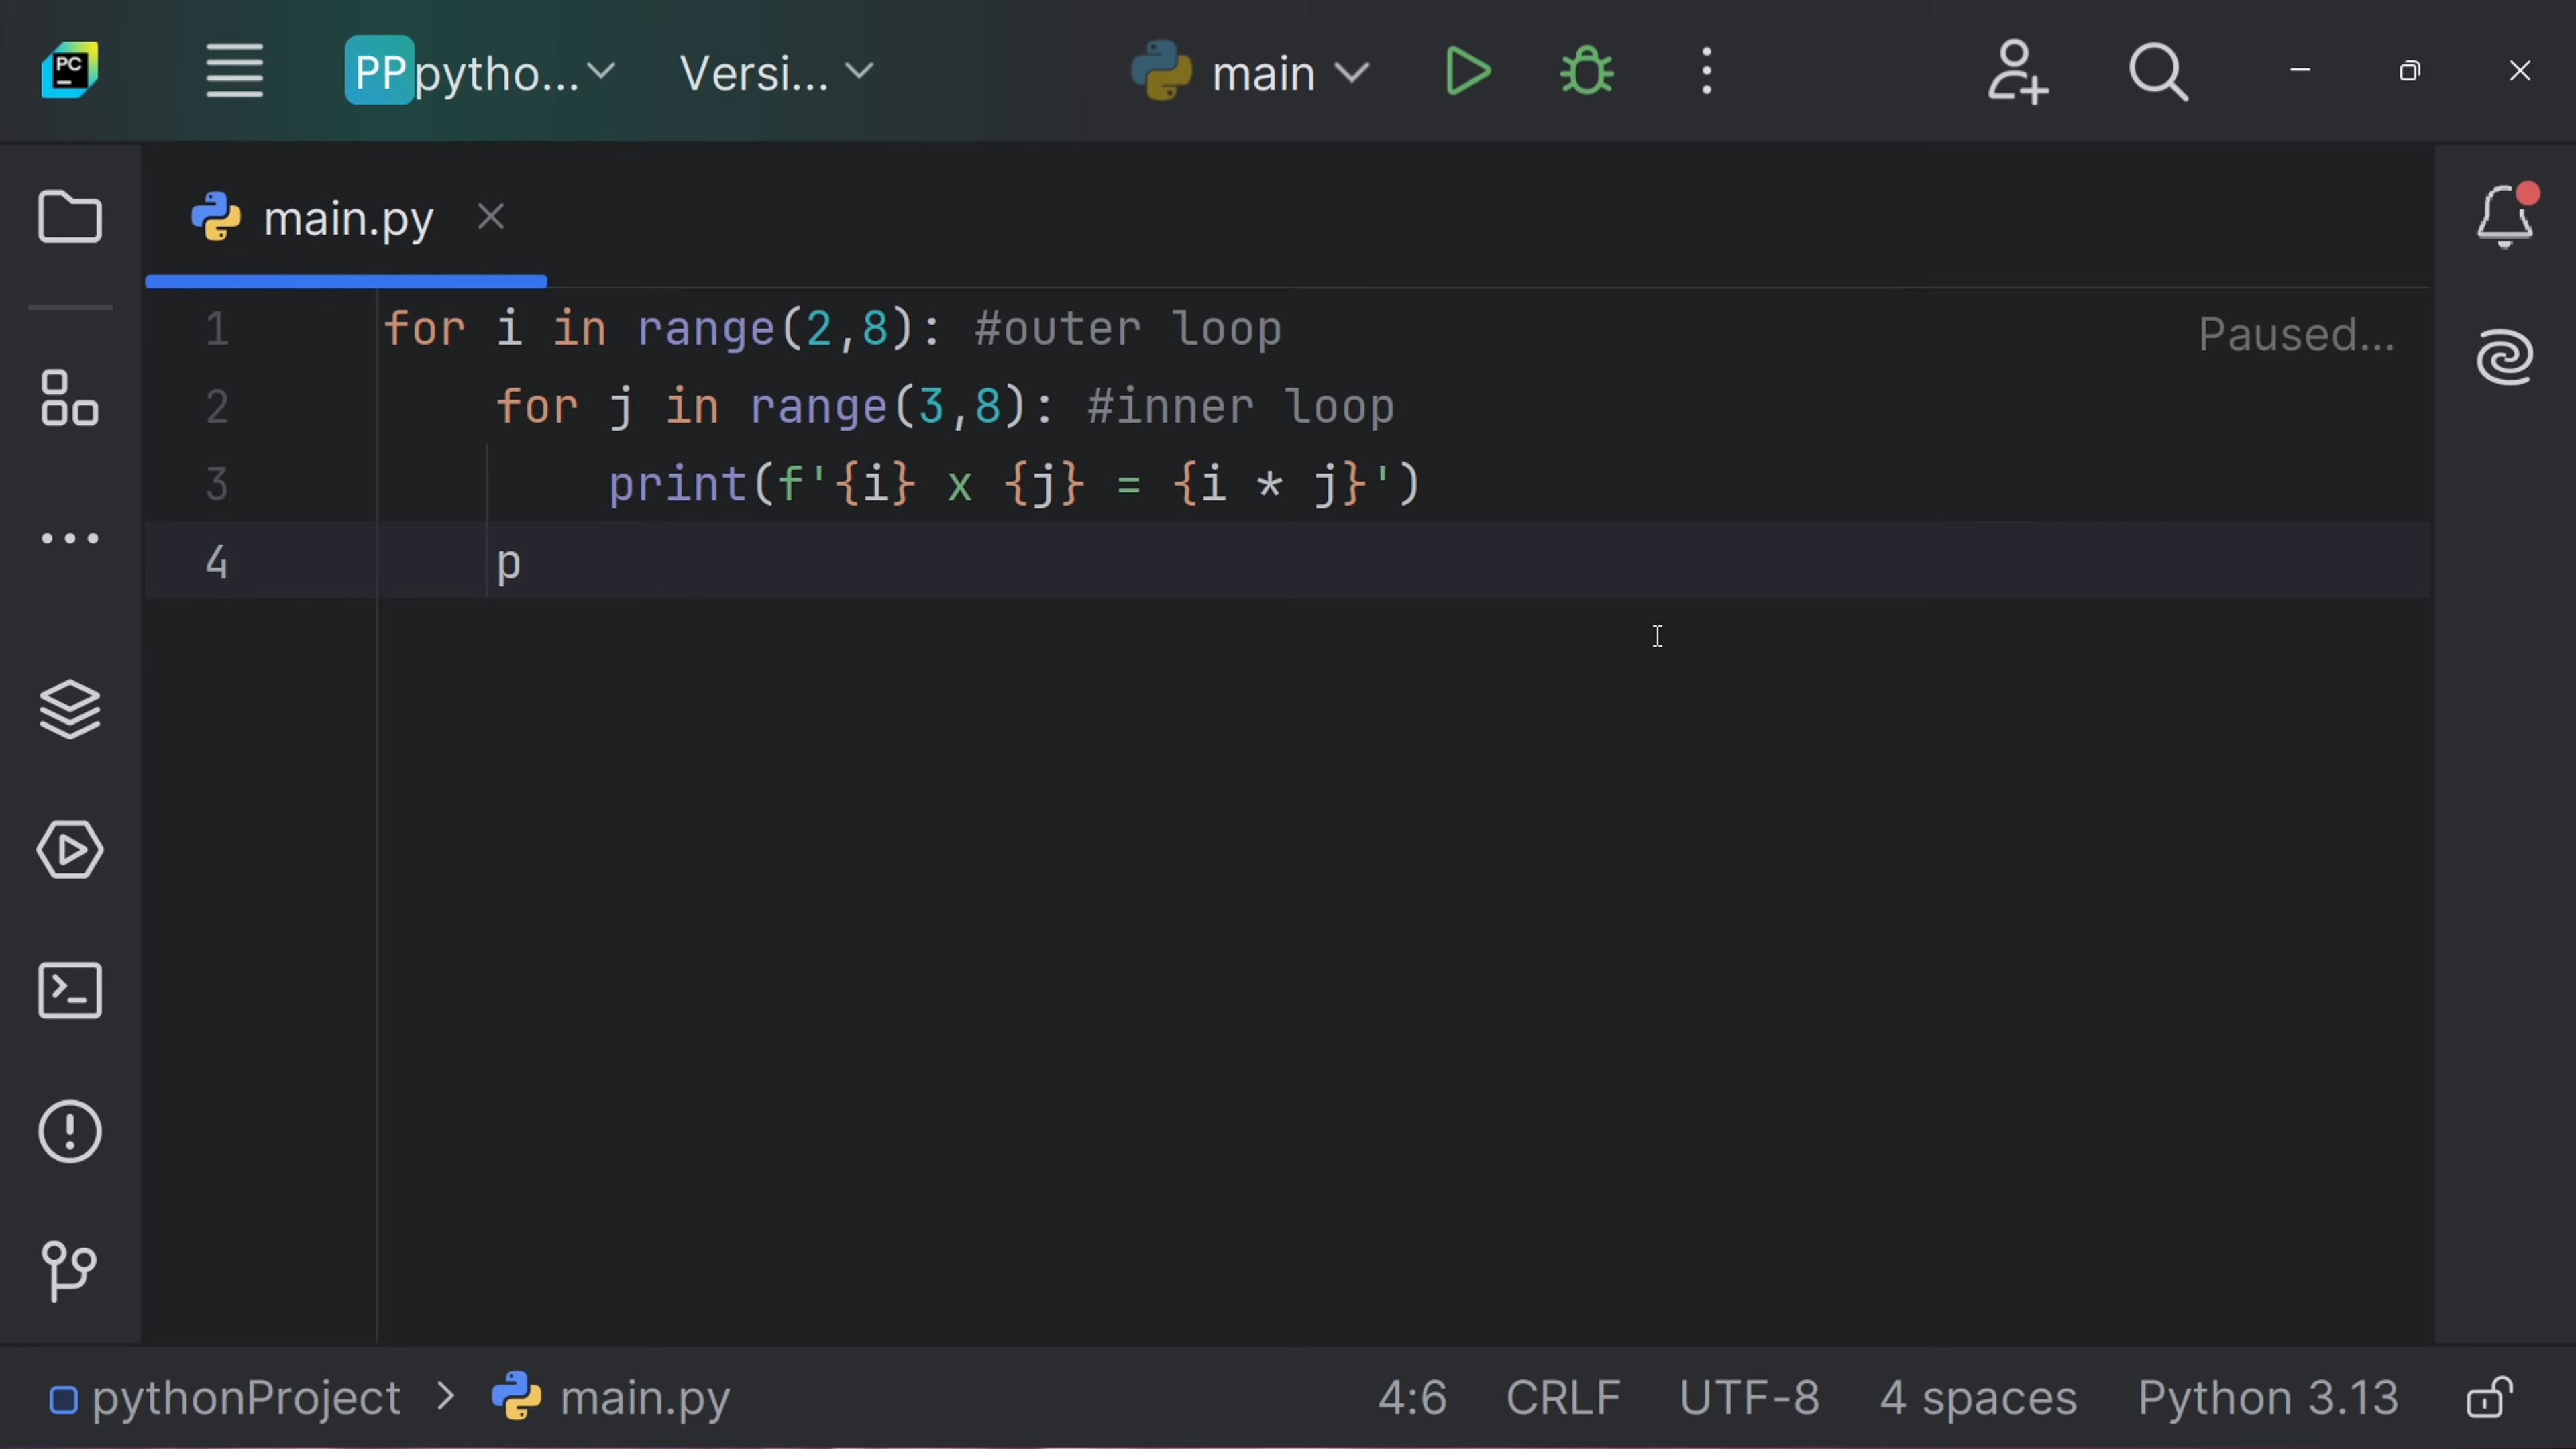 PC
PP pytho... Versi... main
main.py
1 for i in range(2,8): #outer loop
Paused...
2     for j in range(3,8): #inner loop
3         print(f'{i} x {j} = {i * j}')
4     p
pythonProject > main.py 4:6 CRLF UTF-8 4 spaces Python 3.13